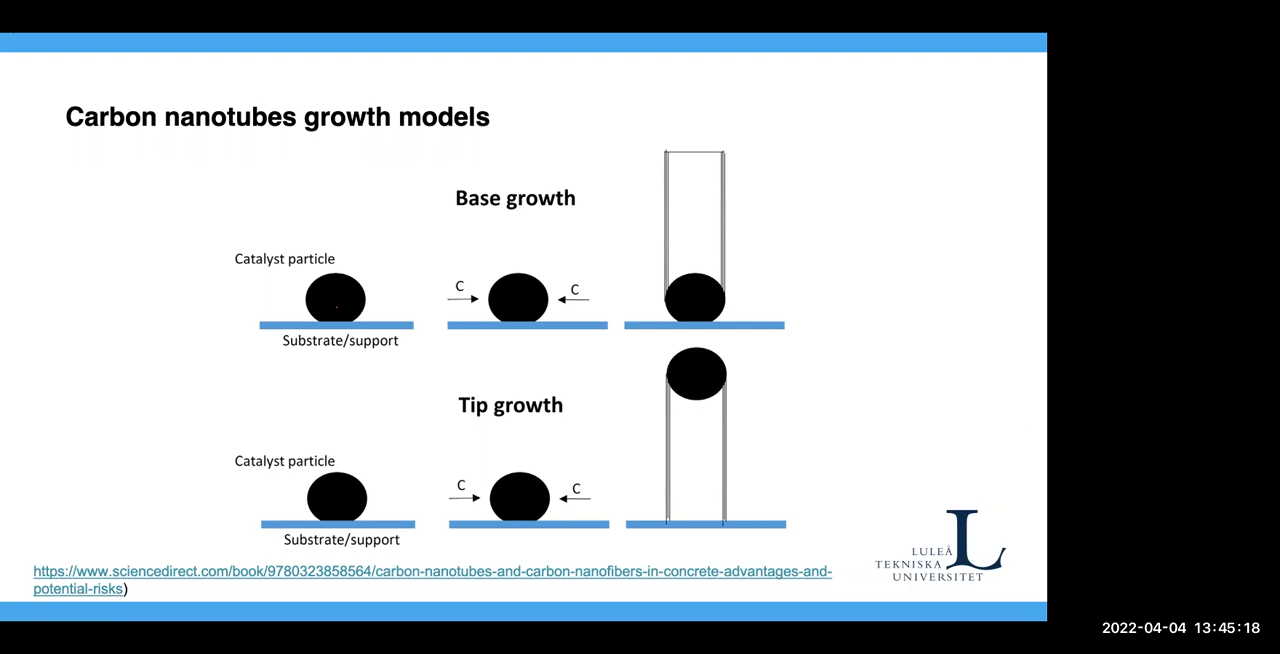 Carbon nanotubes growth models
Base growth
Catalyst particle
C
C
Substrate/support
Tip growth
Catalyst particle
C
C
Substrate/support
https://www.sciencedirect.com/book/9780323858564/carbon-nanotubes-and-carbon-nanofibers-in-concrete-advantages-and-
potential-risks)
LULEÅ
TEKNISKA
UNIVERSITET
L
2022-04-04 13:45:18